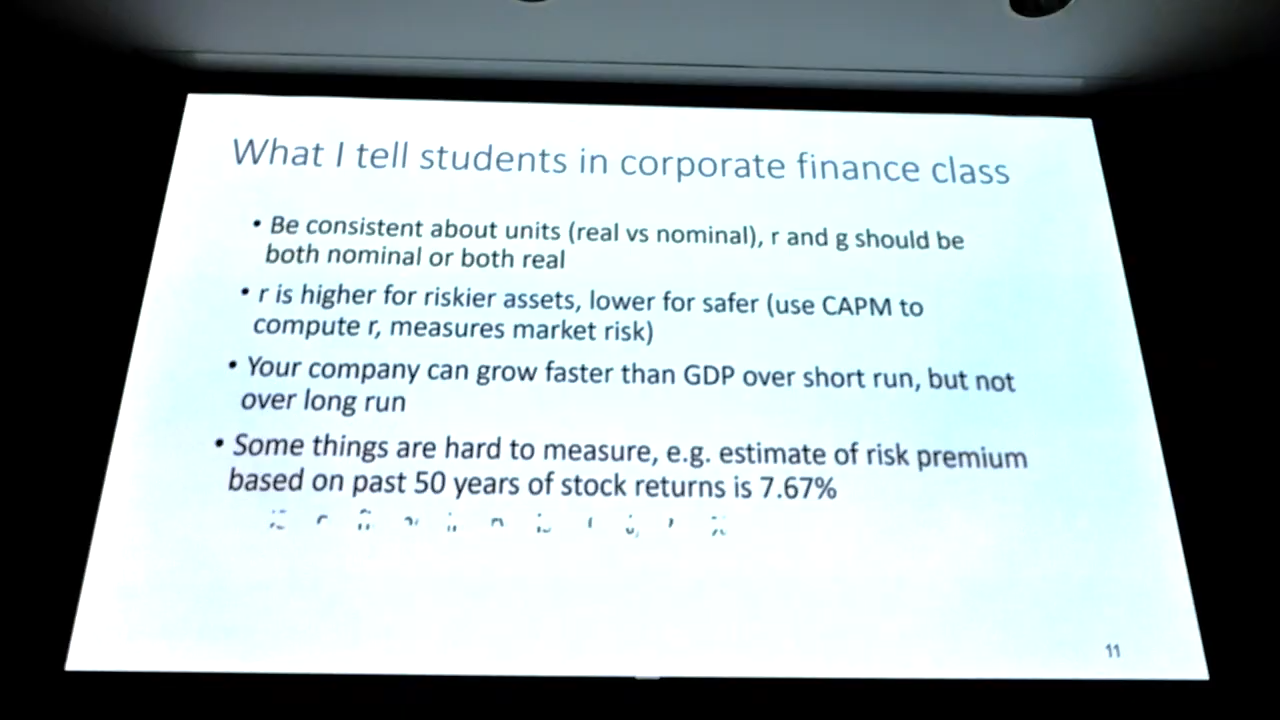 What I tell students in corporate finance class
• Be consistent about units (real vs nominal), r and g should be
both nominal or both real
• r is higher for riskier assets, lower for safer (use CAPM to
compute r, measures market risk)
• Your company can grow faster than GDP over short run, but not
over long run
• Some things are hard to measure, e.g. estimate of risk premium
based on past 50 years of stock returns is 7.67%
11